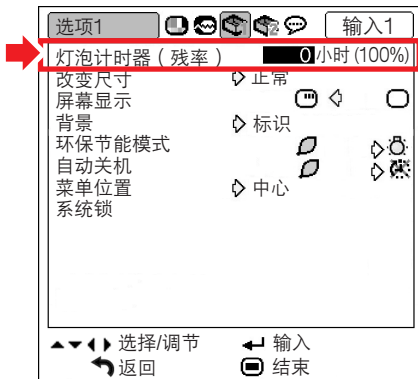 选项1 输入1
灯泡计时器(残率) 0小时(100%)
改变尺寸 正常
屏幕显示
背景 标识
环保节能模式
自动关机
菜单位置 中心
系统锁
选择/调节 输入
返回 结束